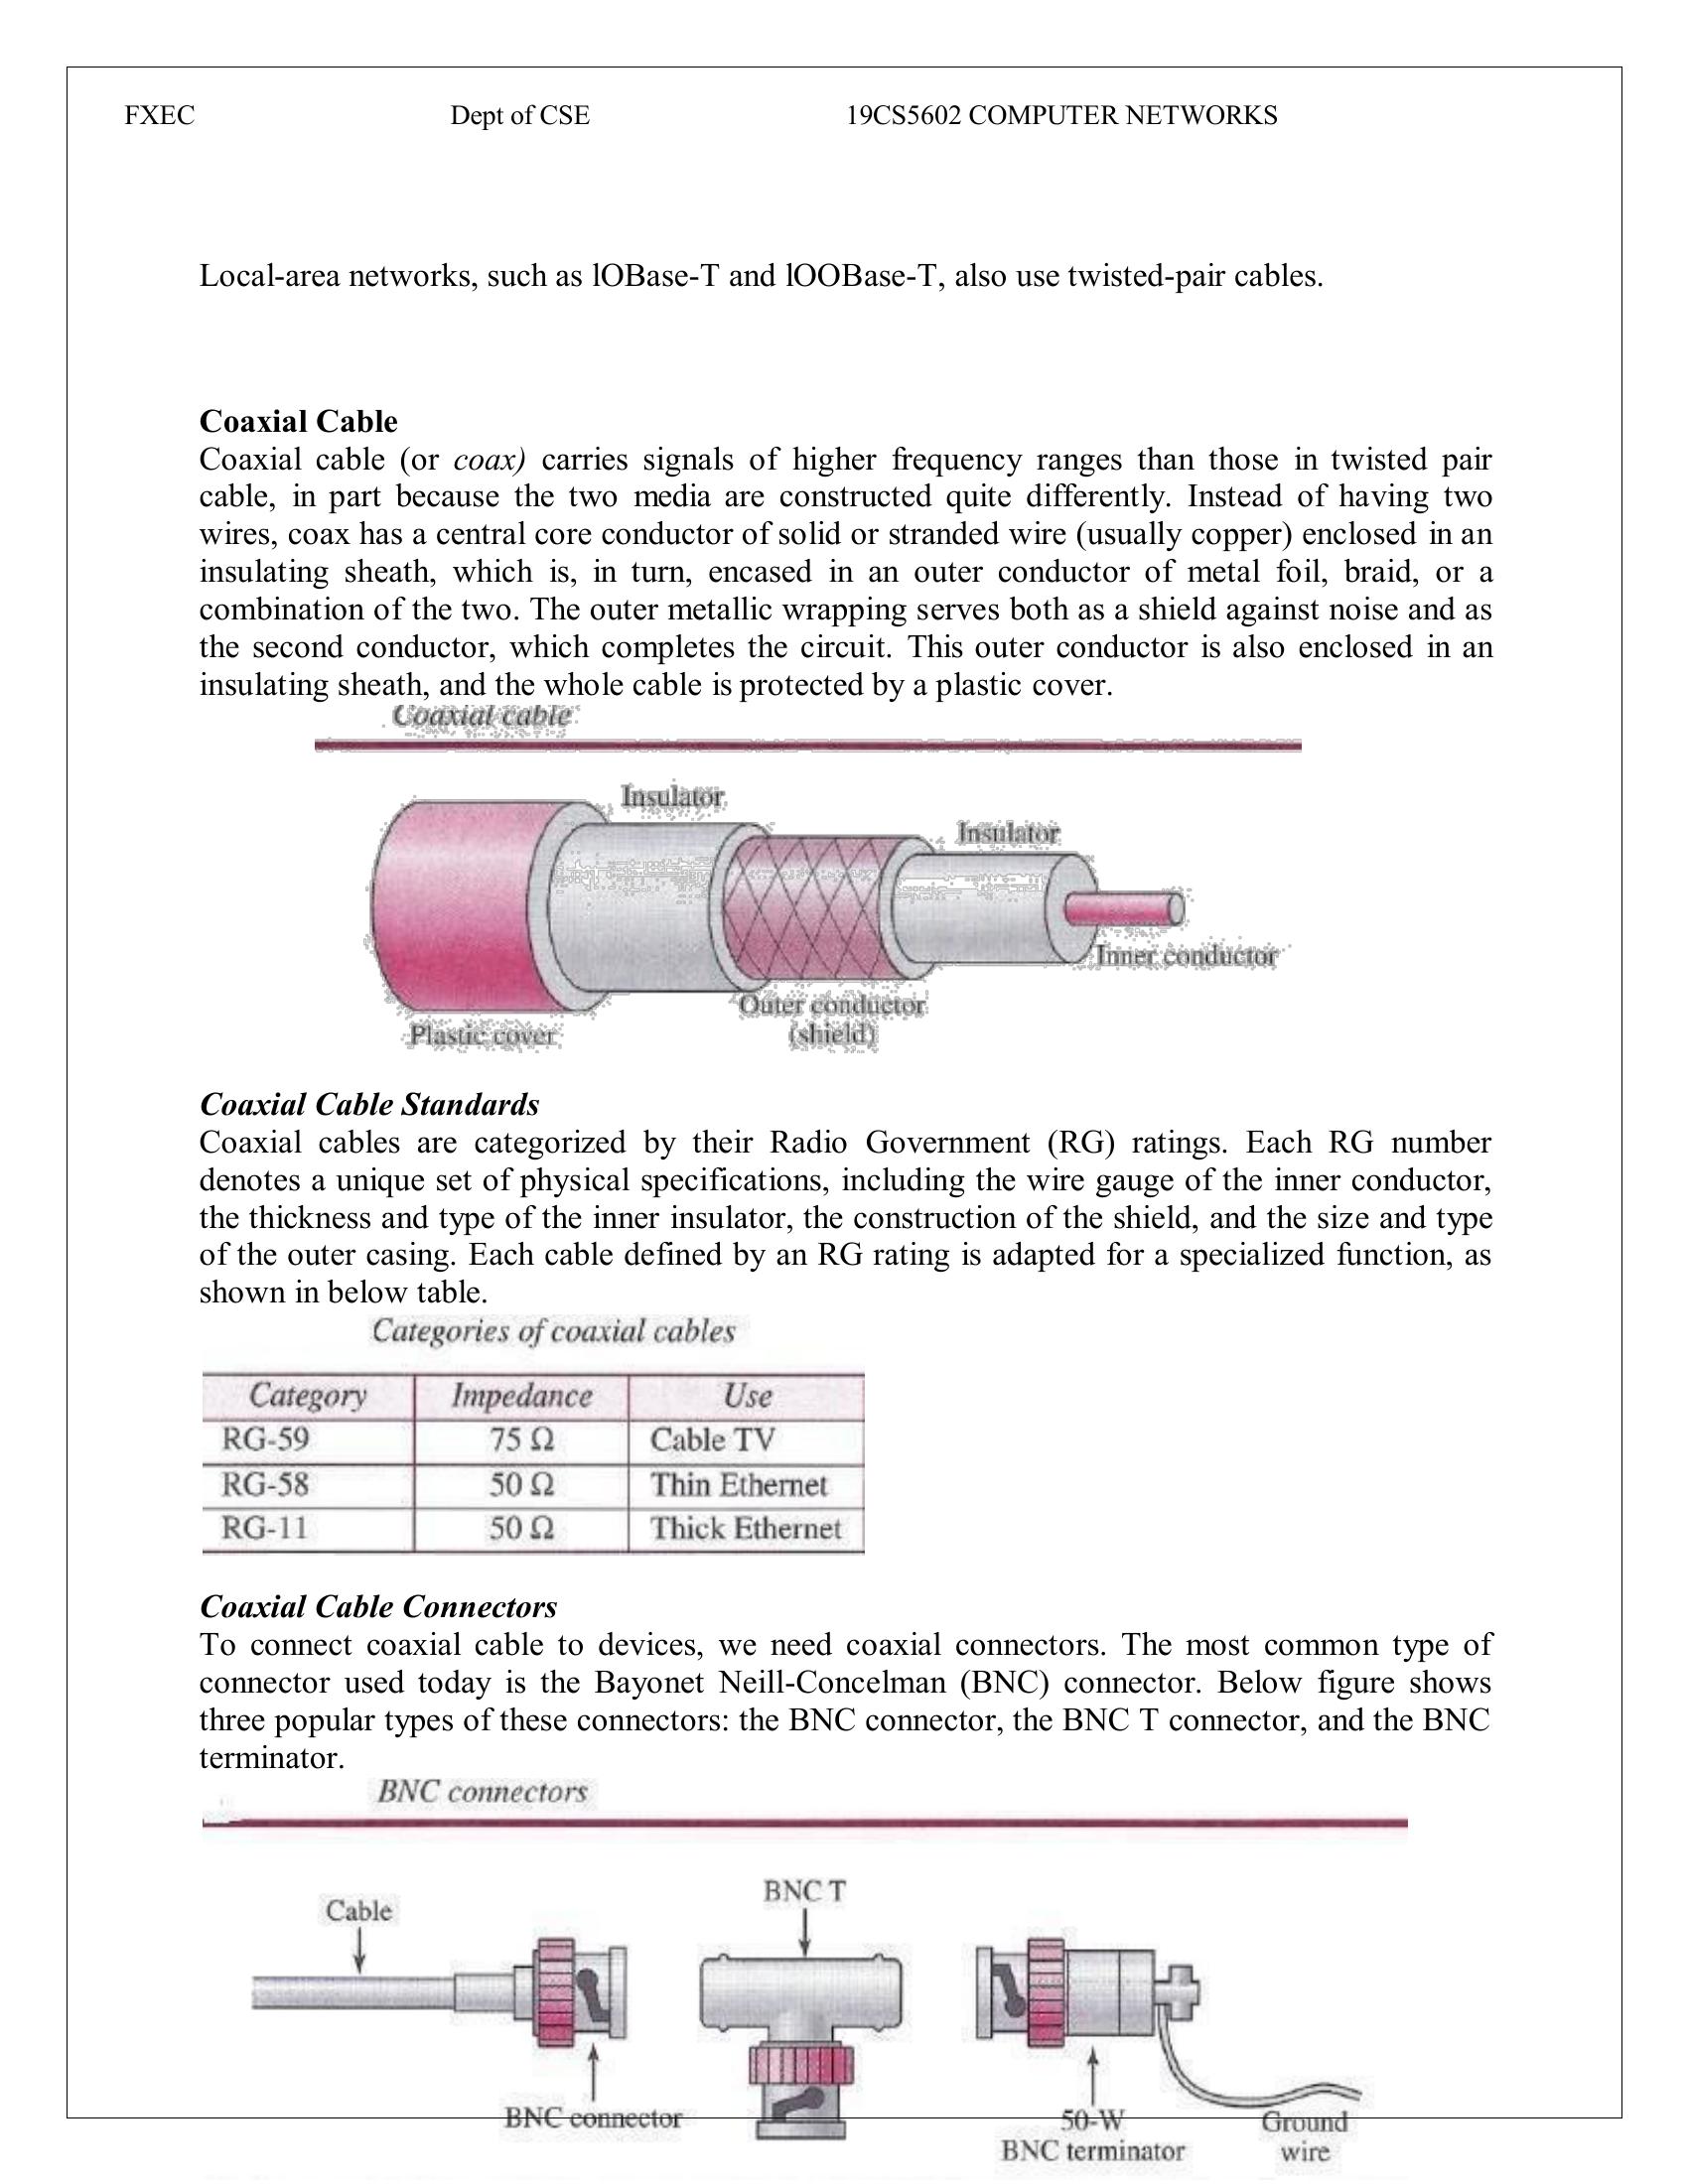 FXEC Dept of CSE 19CS5602 COMPUTER NETWORKS
Local-area networks, such as lOBase-T and lOOBase-T, also use twisted-pair cables.
Coaxial Cable
Coaxial cable (or coax) carries signals of higher frequency ranges than those in twisted pair
cable, in part because the two media are constructed quite differently. Instead of having two
wires, coax has a central core conductor of solid or stranded wire (usually copper) enclosed in an
insulating sheath, which is, in turn, encased in an outer conductor of metal foil, braid, or a
combination of the two. The outer metallic wrapping serves both as a shield against noise and as
the second conductor, which completes the circuit. This outer conductor is also enclosed in an
insulating sheath, and the whole cable is protected by a plastic cover.
Coaxial cable
Insulator
Insulator
Inner conductor
Outer conductor
(shield)
Plastic cover
Coaxial Cable Standards
Coaxial cables are categorized by their Radio Government (RG) ratings. Each RG number
denotes a unique set of physical specifications, including the wire gauge of the inner conductor,
the thickness and type of the inner insulator, the construction of the shield, and the size and type
of the outer casing. Each cable defined by an RG rating is adapted for a specialized function, as
shown in below table.
Categories of coaxial cables
Category Impedance Use
RG-59 75 Ω Cable TV
RG-58 50 Ω Thin Ethernet
RG-11 50 Ω Thick Ethernet
Coaxial Cable Connectors
To connect coaxial cable to devices, we need coaxial connectors. The most common type of
connector used today is the Bayonet Neill-Concelman (BNC) connector. Below figure shows
three popular types of these connectors: the BNC connector, the BNC T connector, and the BNC
terminator.
BNC connectors
BNC T
Cable
BNC connector
50-W
BNC terminator
Ground
wire